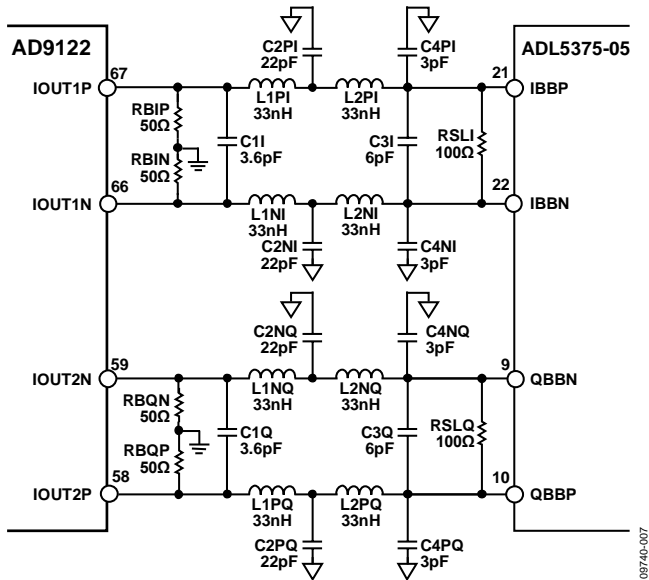 AD9122
ADL5375-05
C2PI
22pF
C4PI
3pF
67
IOUT1P
L1PI
33nH
L2PI
33nH
21
IBBP
RBIP
50Ω
RBIN
50Ω
C1I
3.6pF
C3I
6pF
RSLI
100Ω
66
IOUT1N
L1NI
33nH
L2NI
33nH
22
IBBN
C2NI
22pF
C4NI
3pF
C2NQ
22pF
C4NQ
3pF
59
IOUT2N
L1NQ
33nH
L2NQ
33nH
9
QBBN
RBQN
50Ω
RBQP
50Ω
C1Q
3.6pF
C3Q
6pF
RSLQ
100Ω
58
IOUT2P
L1PQ
33nH
L2PQ
33nH
10
QBBP
C2PQ
22pF
C4PQ
3pF
09740-007